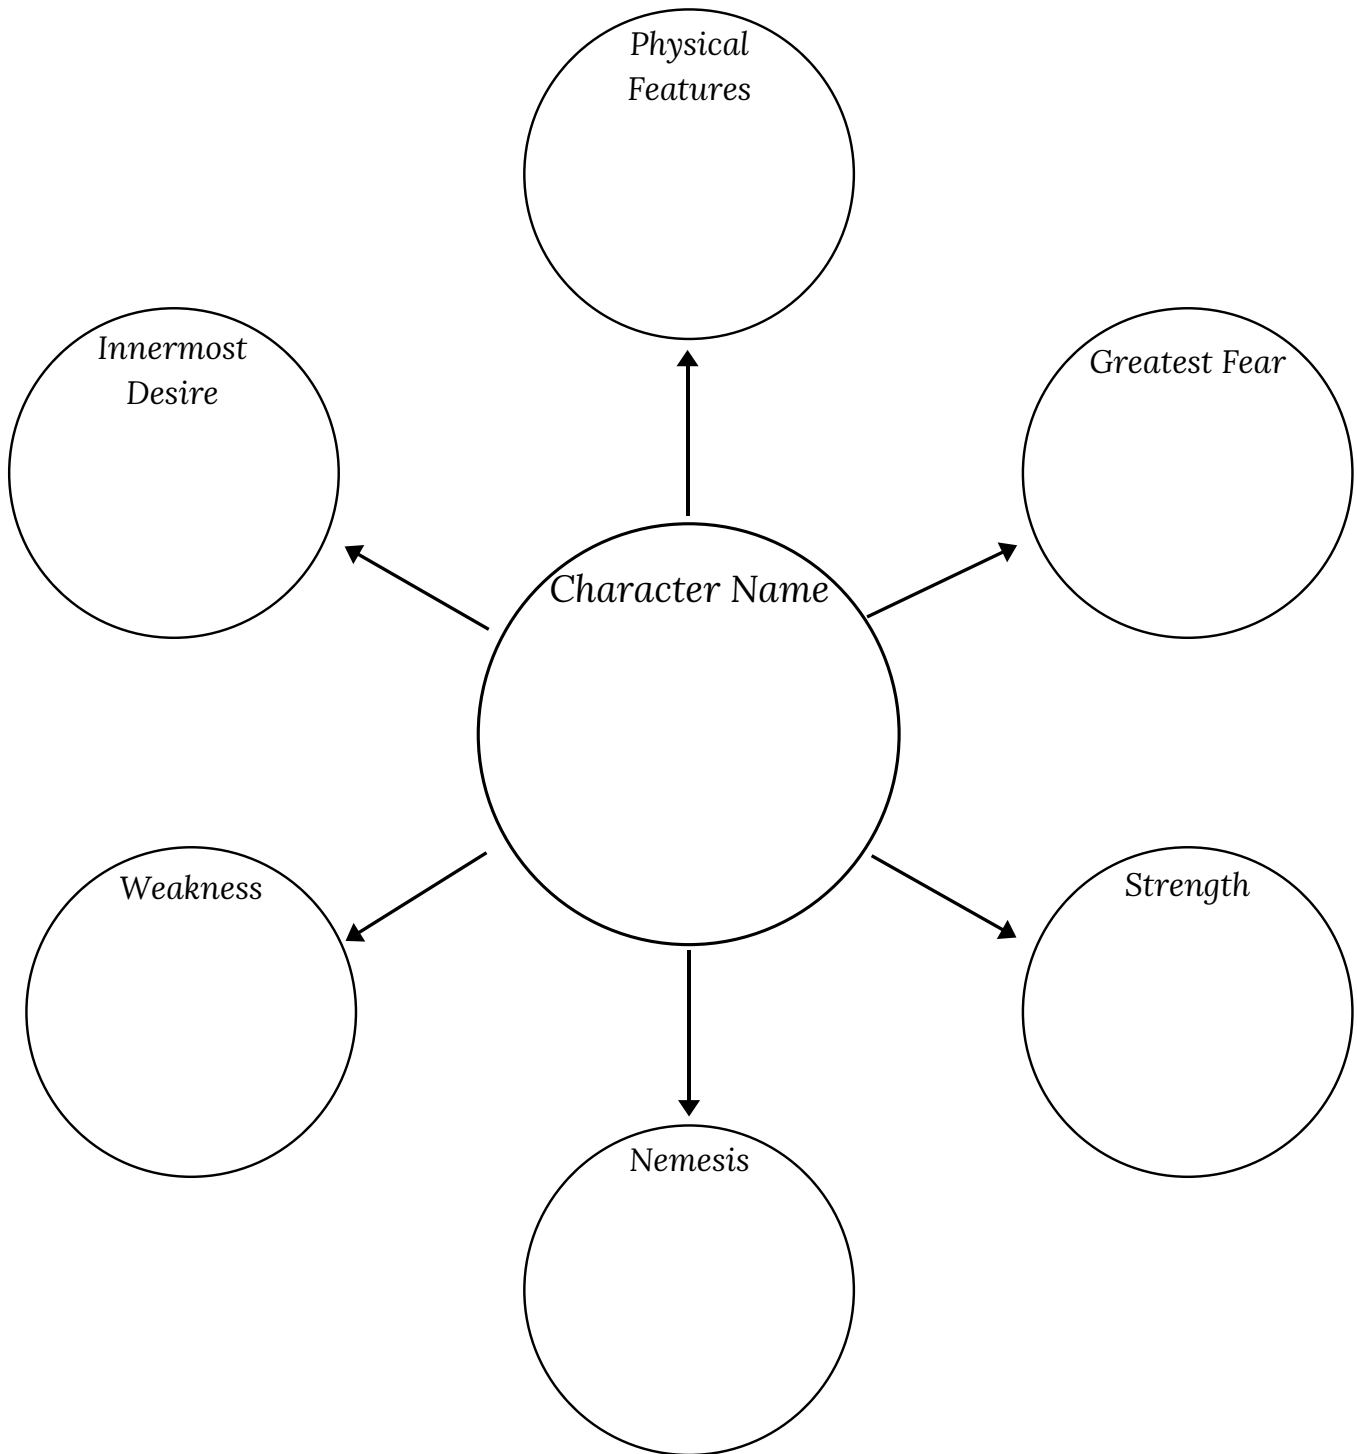 Physical
Features
Innermost
Desire
Greatest Fear
Character Name
Weakness
Strength
Nemesis